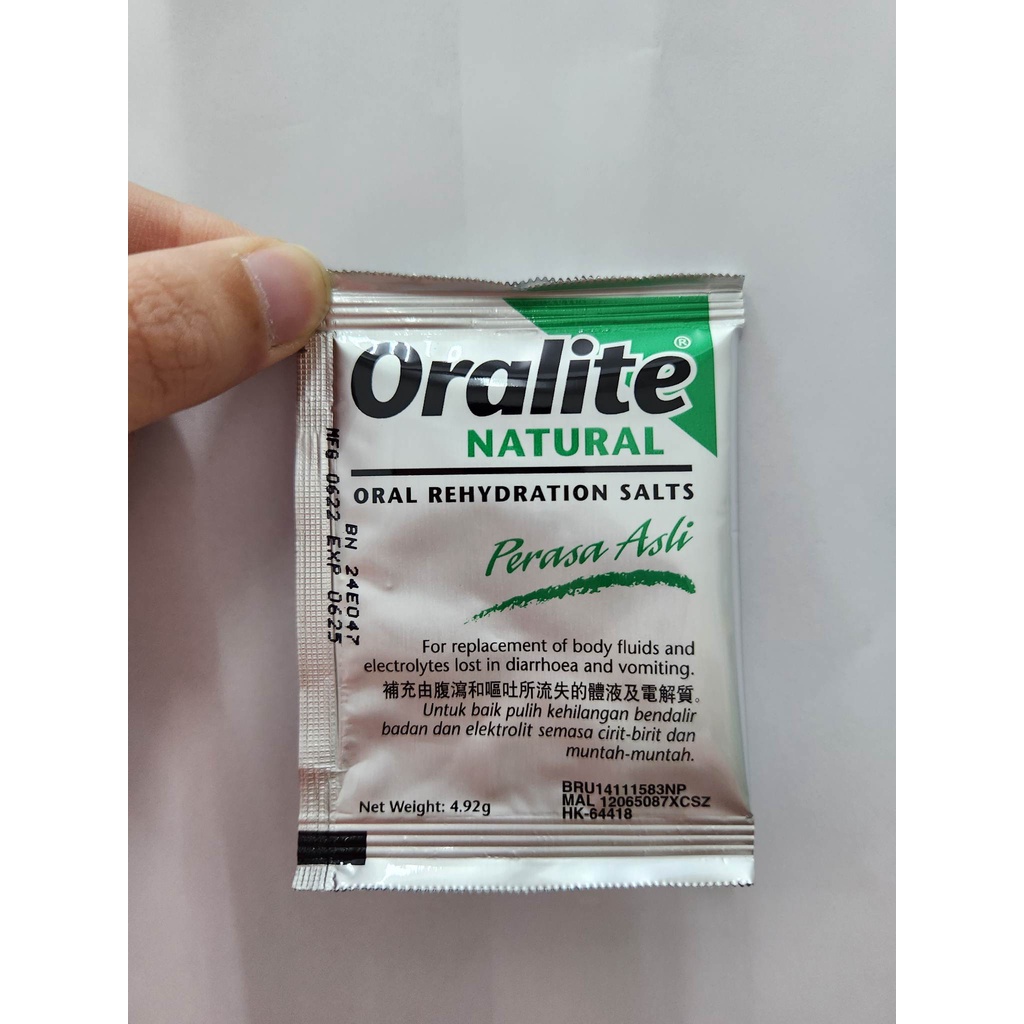 Oralite®
NATURAL
ORAL REHYDRATION SALTS
Perasa Asli
For replacement of body fluids and
electrolytes lost in diarrhoea and vomiting.
補充由腹瀉和嘔吐所流失的體液及電解質。
Untuk baik pulih kehilangan bendalir
badan dan elektrolit semasa cirit-birit dan
muntah-muntah.
Net Weight: 4.92g
BRU14111583NP
MAL 12065087XCSZ
HK-64418
BN 24E047
MFG 0622 EXP 0625